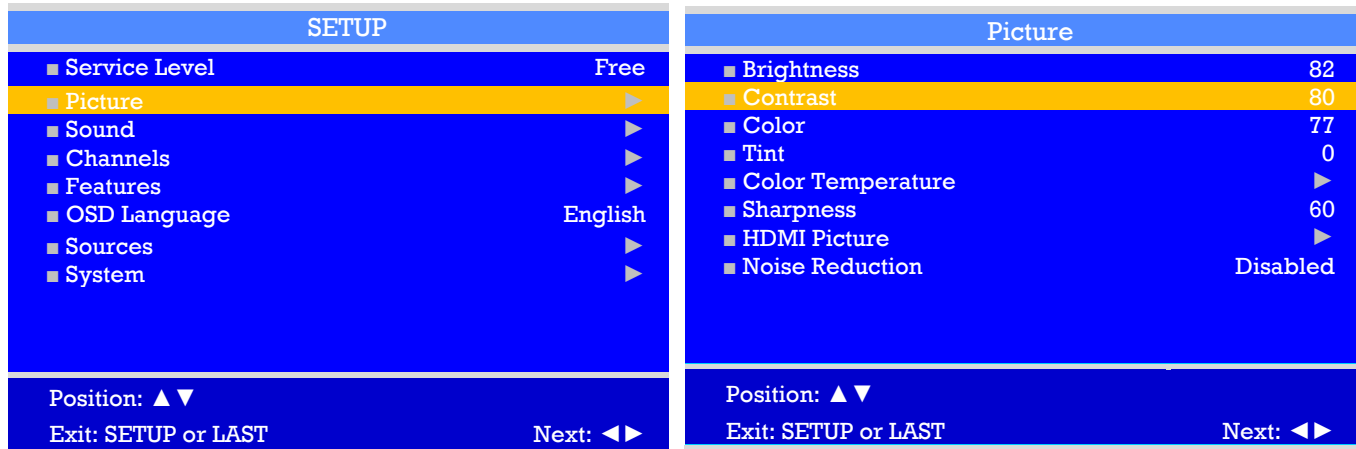 SETUP
■ Service Level Free
■ Picture ►
■ Sound ►
■ Channels ►
■ Features ►
■ OSD Language English
■ Sources ►
■ System ►
Position: ▲▼
Exit: SETUP or LAST Next: ◄►
Picture
■ Brightness 82
■ Contrast 80
■ Color 77
■ Tint 0
■ Color Temperature ►
■ Sharpness 60
■ HDMI Picture ►
■ Noise Reduction Disabled
Position: ▲▼
Exit: SETUP or LAST Next: ◄►